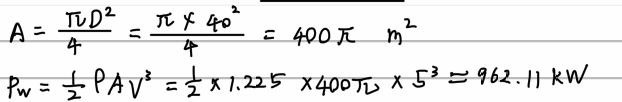 A = πD²/4 = π × 40²/4 = 400π m²
Pw = 1/2 ρAV³ = 1/2 × 1.225 × 400π × 5³ = 962.11 kW